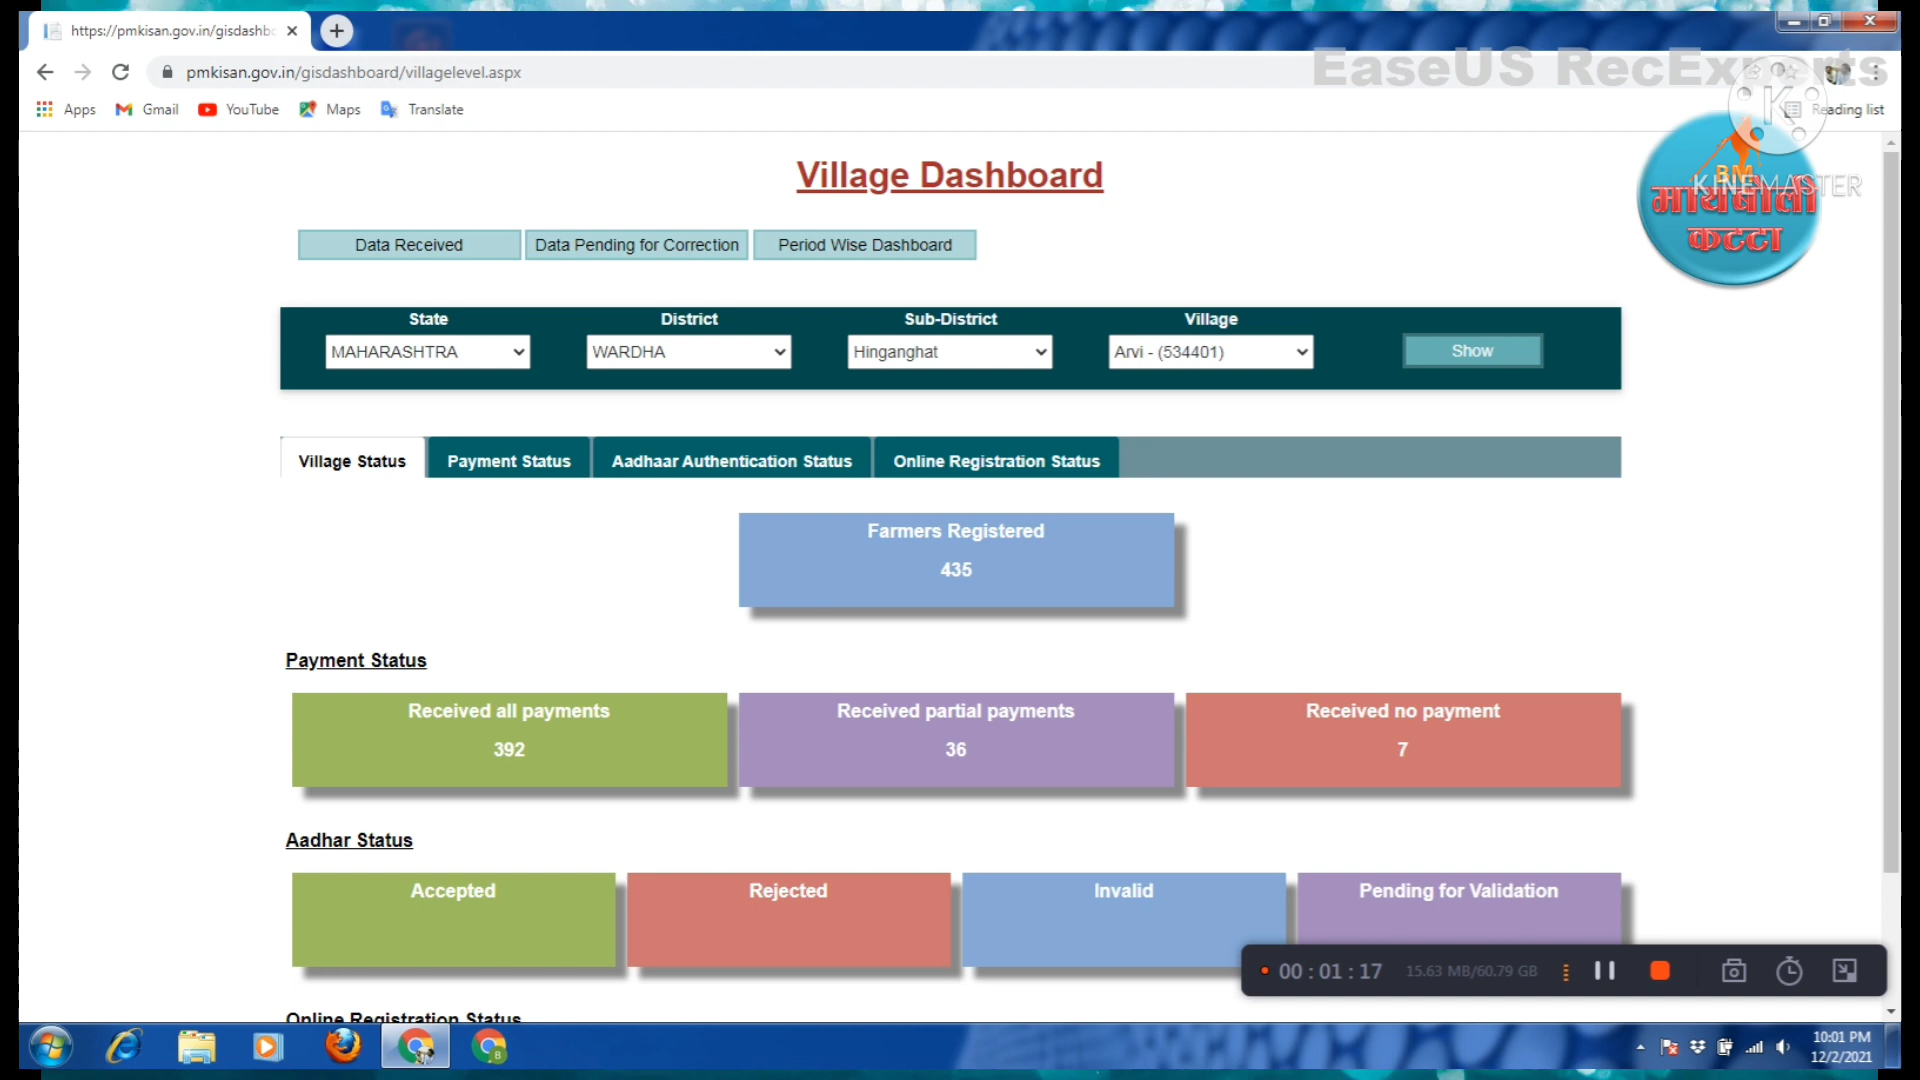 https://pmkisan.gov.in/gisdashb
pmkisan.gov.in/gisdashboard/villagelevel.aspx
EaseUS RecExperts
Apps Gmail YouTube Maps Translate
Reading list
K
KINEMASTER
BM
मायबोली
कट्टा
Village Dashboard
Data Received Data Pending for Correction Period Wise Dashboard
State District Sub-District Village
MAHARASHTRA WARDHA Hinganghat Arvi - (534401) Show
Village Status Payment Status Aadhaar Authentication Status Online Registration Status
Farmers Registered
435
Payment Status
Received all payments Received partial payments Received no payment
392 36 7
Aadhar Status
Accepted Rejected Invalid Pending for Validation
00 : 01 : 17 15.63 MB/60.79 GB
Online Registration Status
B
10:01 PM
12/2/2021